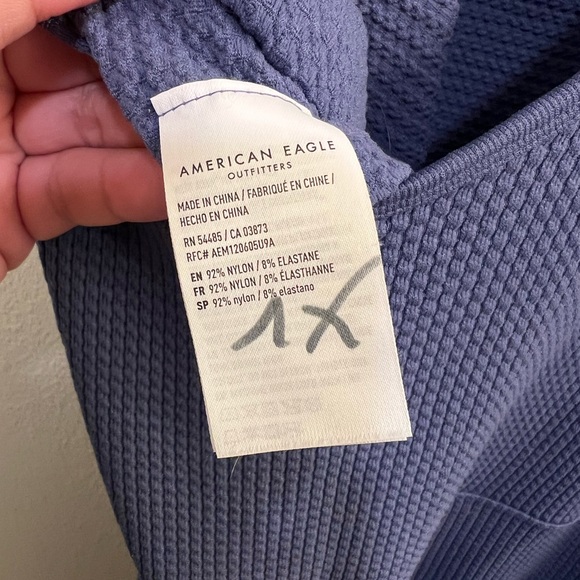 AMERICAN EAGLE
OUTFITTERS
MADE IN CHINA / FABRIQUÉ EN CHINE /
HECHO EN CHINA
RN 54485 / CA 03873
RFC# AEM120605U9A
EN 92% NYLON / 8% ELASTANE
FR 92% NYLON / 8% ÉLASTHANNE
SP 92% nylon / 8% elastano
1X